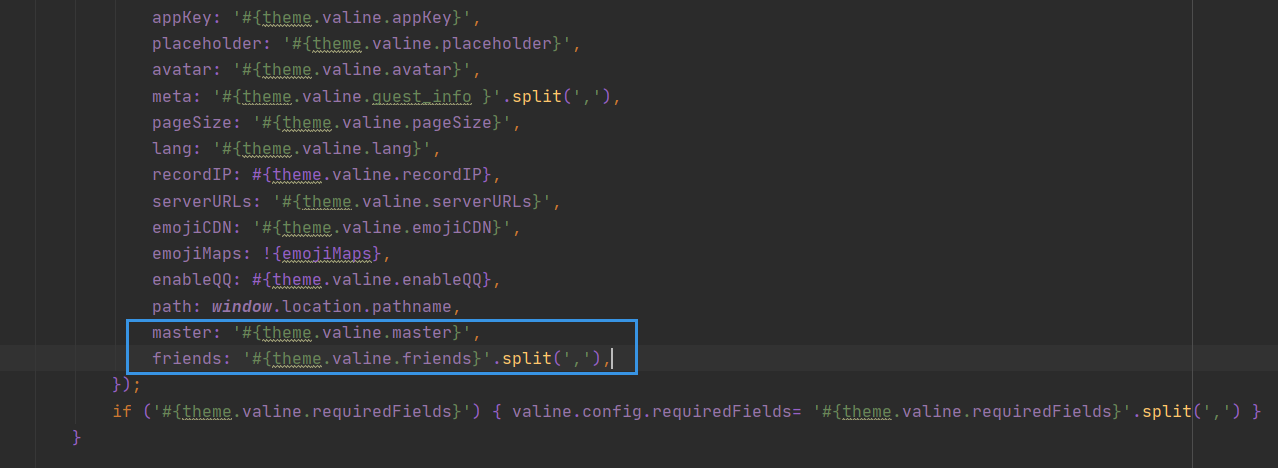 appKey: '#{theme.valine.appKey}',
placeholder: '#{theme.valine.placeholder}',
avatar: '#{theme.valine.avatar}',
meta: '#{theme.valine.guest_info }'.split(','),
pageSize: '#{theme.valine.pageSize}',
lang: '#{theme.valine.lang}',
recordIP: #{theme.valine.recordIP},
serverURLs: '#{theme.valine.serverURLs}',
emojiCDN: '#{theme.valine.emojiCDN}',
emojiMaps: !{emojiMaps},
enableQQ: #{theme.valine.enableQQ},
path: window.location.pathname,
master: '#{theme.valine.master}',
friends: '#{theme.valine.friends}'.split(','),
});
if ('#{theme.valine.requiredFields}') { valine.config.requiredFields= '#{theme.valine.requiredFields}'.split(',') }
}